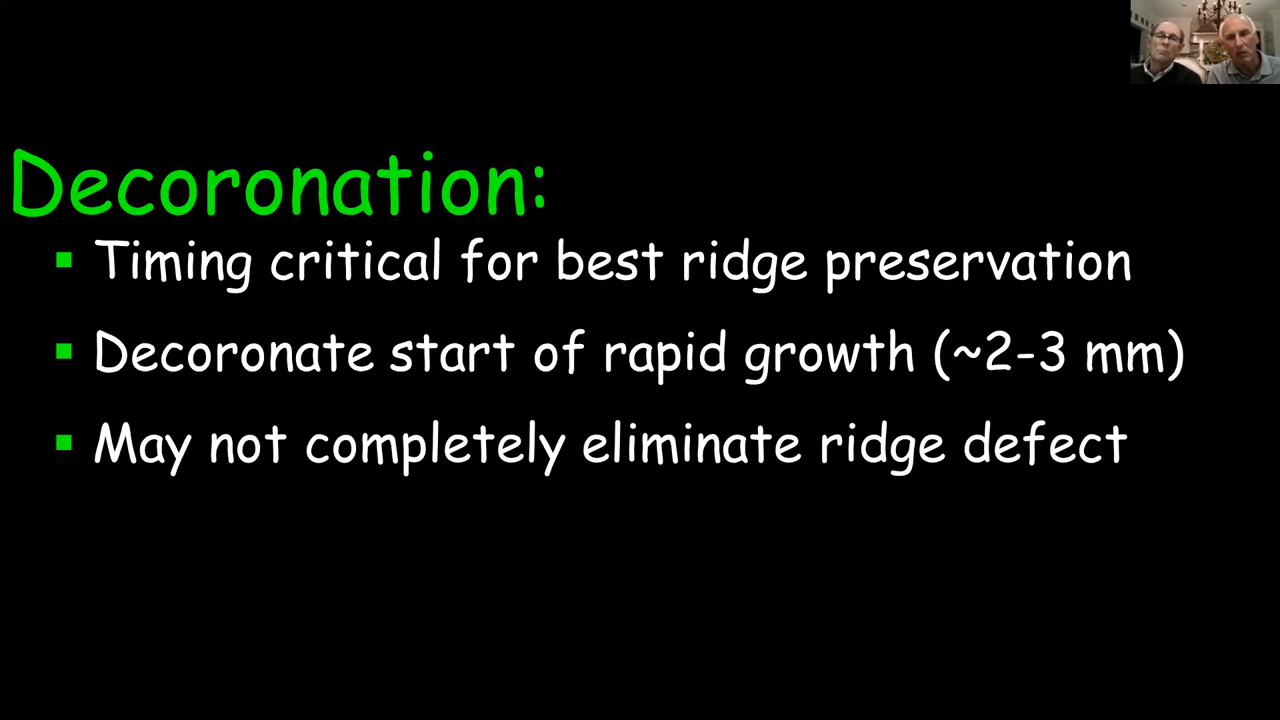 Decoronation:
Timing critical for best ridge preservation
Decoronate start of rapid growth (~2-3 mm)
May not completely eliminate ridge defect